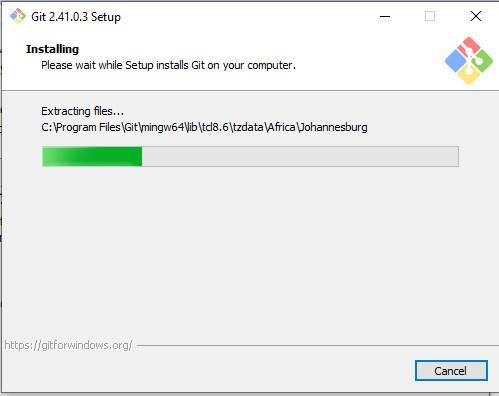 Git 2.41.0.3 Setup
Installing
Please wait while Setup installs Git on your computer.
Extracting files...
C:\Program Files\Git\mingw64\lib\tcl8.6\tzdata\Africa\Johannesburg
https://gitforwindows.org/
Cancel